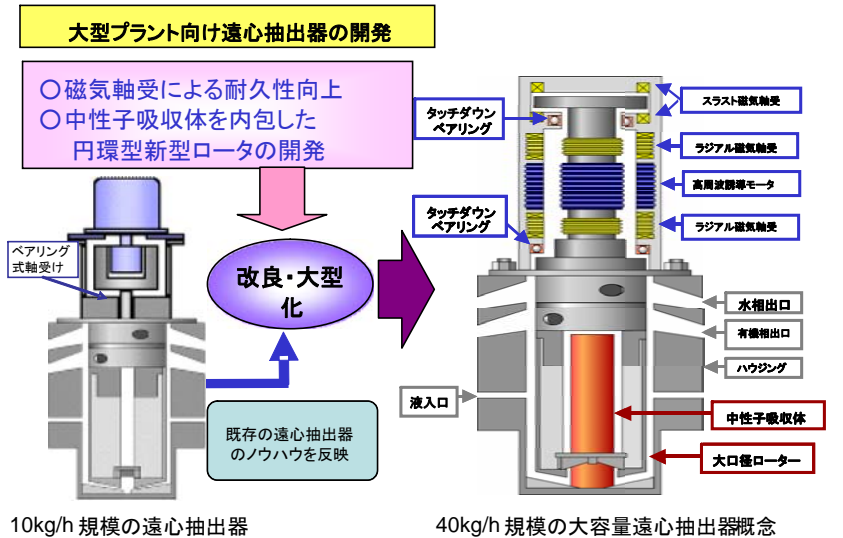 大型プラント向け遠心抽出器の開発
○磁気軸受による耐久性向上
○中性子吸収体を内包した
円環型新型ロータの開発
ベアリング
式軸受け
改良・大型
化
既存の遠心抽出器
のノウハウを反映
10kg/h 規模の遠心抽出器
タッチダウン
ベアリング
タッチダウン
ベアリング
スラスト磁気軸受
ラジアル磁気軸受
高周波誘導モータ
ラジアル磁気軸受
水相出口
有機相出口
ハウジング
液入口
中性子吸収体
大口径ローター
40kg/h 規模の大容量遠心抽出器概念